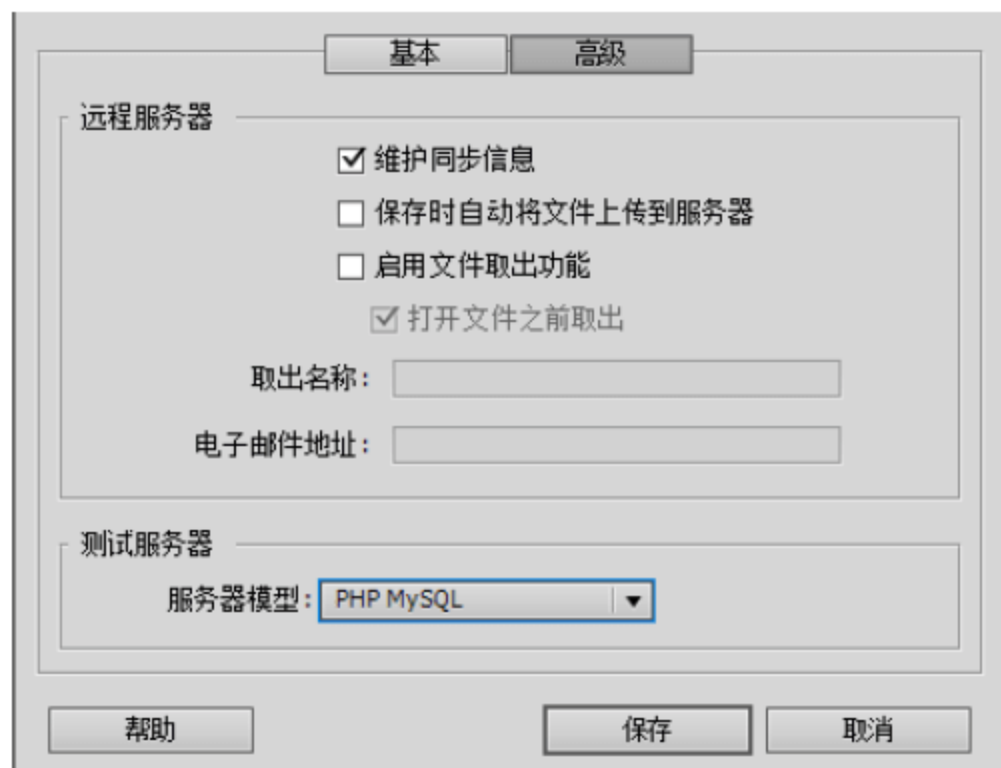 基本 高级
远程服务器
维护同步信息
保存时自动将文件上传到服务器
启用文件取出功能
打开文件之前取出
取出名称：
电子邮件地址：
测试服务器
服务器模型： PHP MySQL
帮助 保存 取消